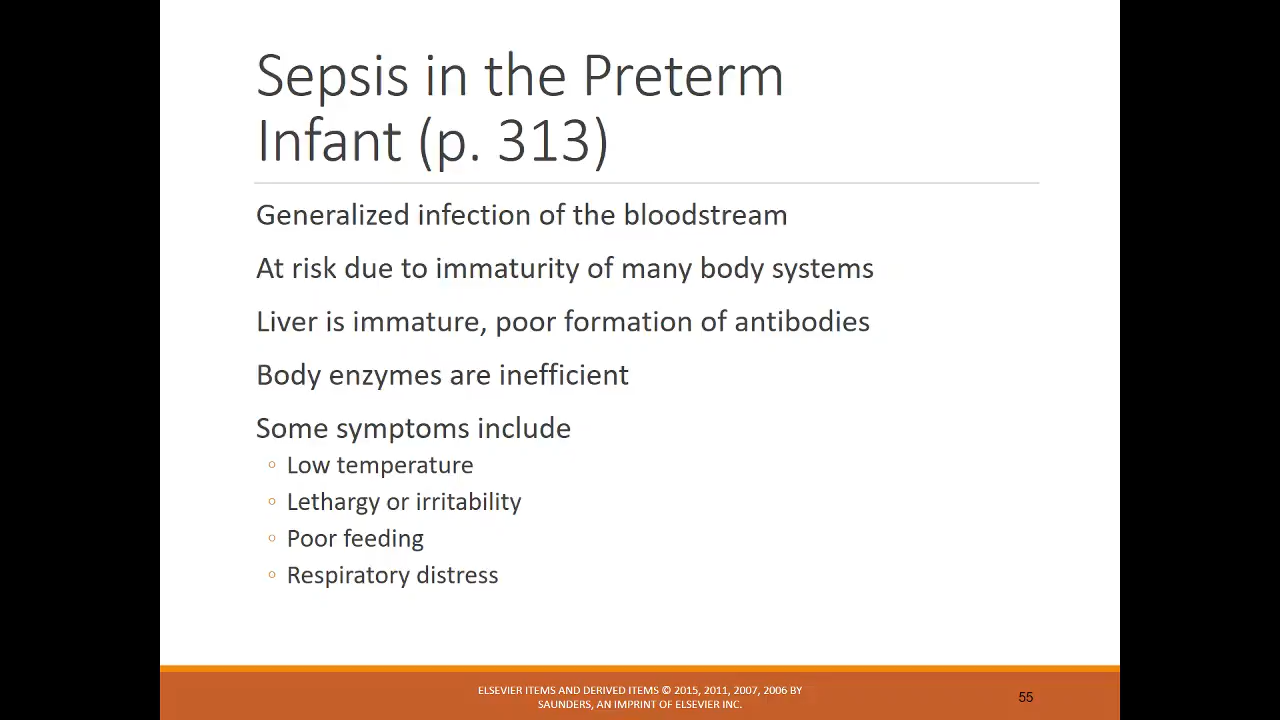 Sepsis in the Preterm
Infant (p. 313)
Generalized infection of the bloodstream
At risk due to immaturity of many body systems
Liver is immature, poor formation of antibodies
Body enzymes are inefficient
Some symptoms include
◦ Low temperature
◦ Lethargy or irritability
◦ Poor feeding
◦ Respiratory distress
ELSEVIER ITEMS AND DERIVED ITEMS © 2015, 2011, 2007, 2006 BY
SAUNDERS, AN IMPRINT OF ELSEVIER INC.
55